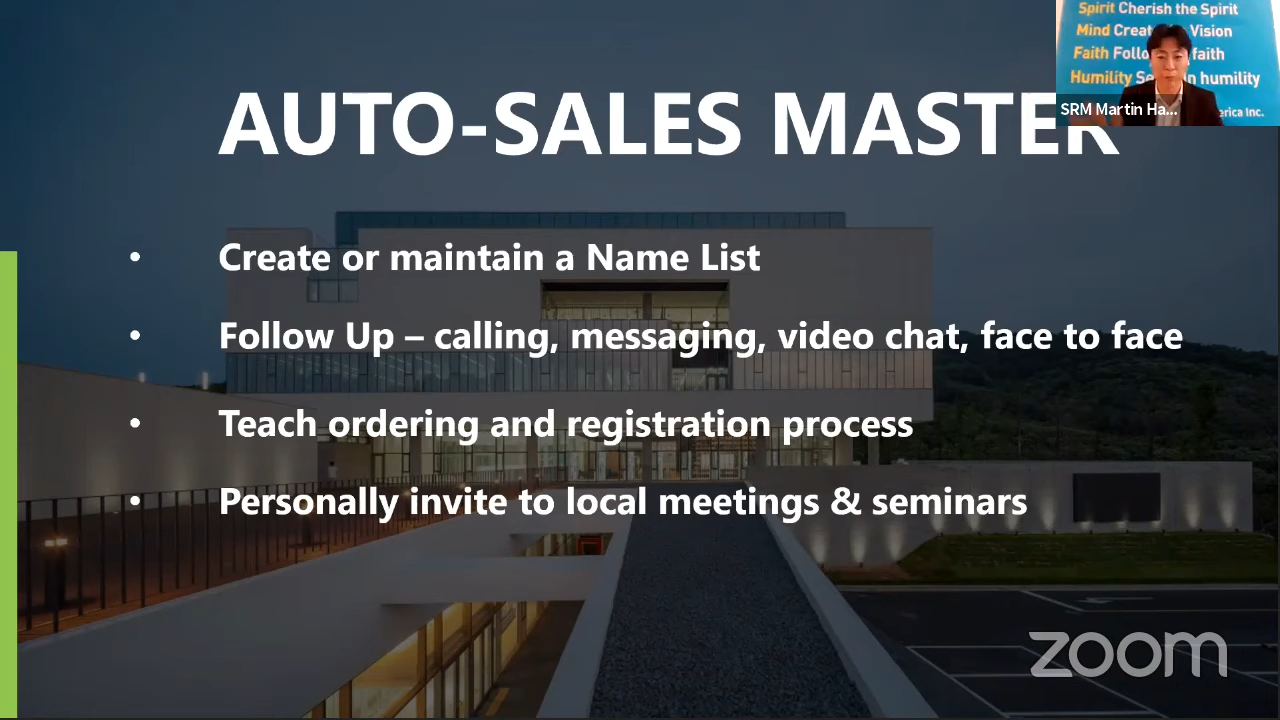 Spirit Cherish the Spirit
Mind Vision
Faith faith
Humility humility
SRM Martin Ha...
erica Inc.
AUTO-SALES MASTER
• Create or maintain a Name List
• Follow Up – calling, messaging, video chat, face to face
• Teach ordering and registration process
• Personally invite to local meetings & seminars
zoom